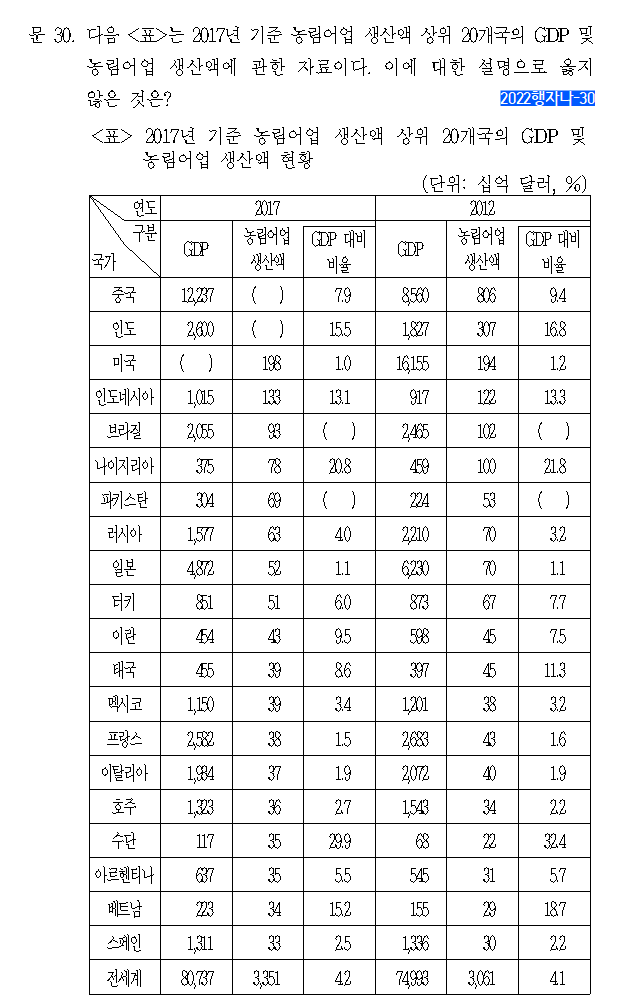 문 30. 다음 <표>는 2017년 기준 농림어업 생산액 상위 20개국의 GDP 및
농림어업 생산액에 관한 자료이다. 이에 대한 설명으로 옳지
않은 것은?
2022행자나-30
<표> 2017년 기준 농림어업 생산액 상위 20개국의 GDP 및
농림어업 생산액 현황
(단위: 십억 달러, %)
연도 2017 2012
구분 국가 GDP 농림어업 생산액 GDP 대비 비율 GDP 농림어업 생산액 GDP 대비 비율
중국 12,237 ( ) 7.9 8,560 806 9.4
인도 2,600 ( ) 15.5 1,827 307 16.8
미국 ( ) 198 1.0 16,155 194 1.2
인도네시아 1,015 133 13.1 917 122 13.3
브라질 2,055 93 ( ) 2,465 102 ( )
나이지리아 375 78 20.8 459 100 21.8
파키스탄 304 69 ( ) 224 53 ( )
러시아 1,577 63 4.0 2,210 70 3.2
일본 4,872 52 1.1 6,230 70 1.1
터키 851 51 6.0 873 67 7.7
이란 454 43 9.5 598 45 7.5
태국 455 39 8.6 397 45 11.3
멕시코 1,150 39 3.4 1,201 38 3.2
프랑스 2,582 38 1.5 2,683 43 1.6
이탈리아 1,934 37 1.9 2,072 40 1.9
호주 1,323 36 2.7 1,543 34 2.2
수단 117 35 29.9 68 22 32.4
아르헨티나 637 35 5.5 545 31 5.7
베트남 223 34 15.2 155 29 18.7
스페인 1,311 33 2.5 1,336 30 2.2
전세계 80,737 3,351 4.2 74,993 3,061 4.1